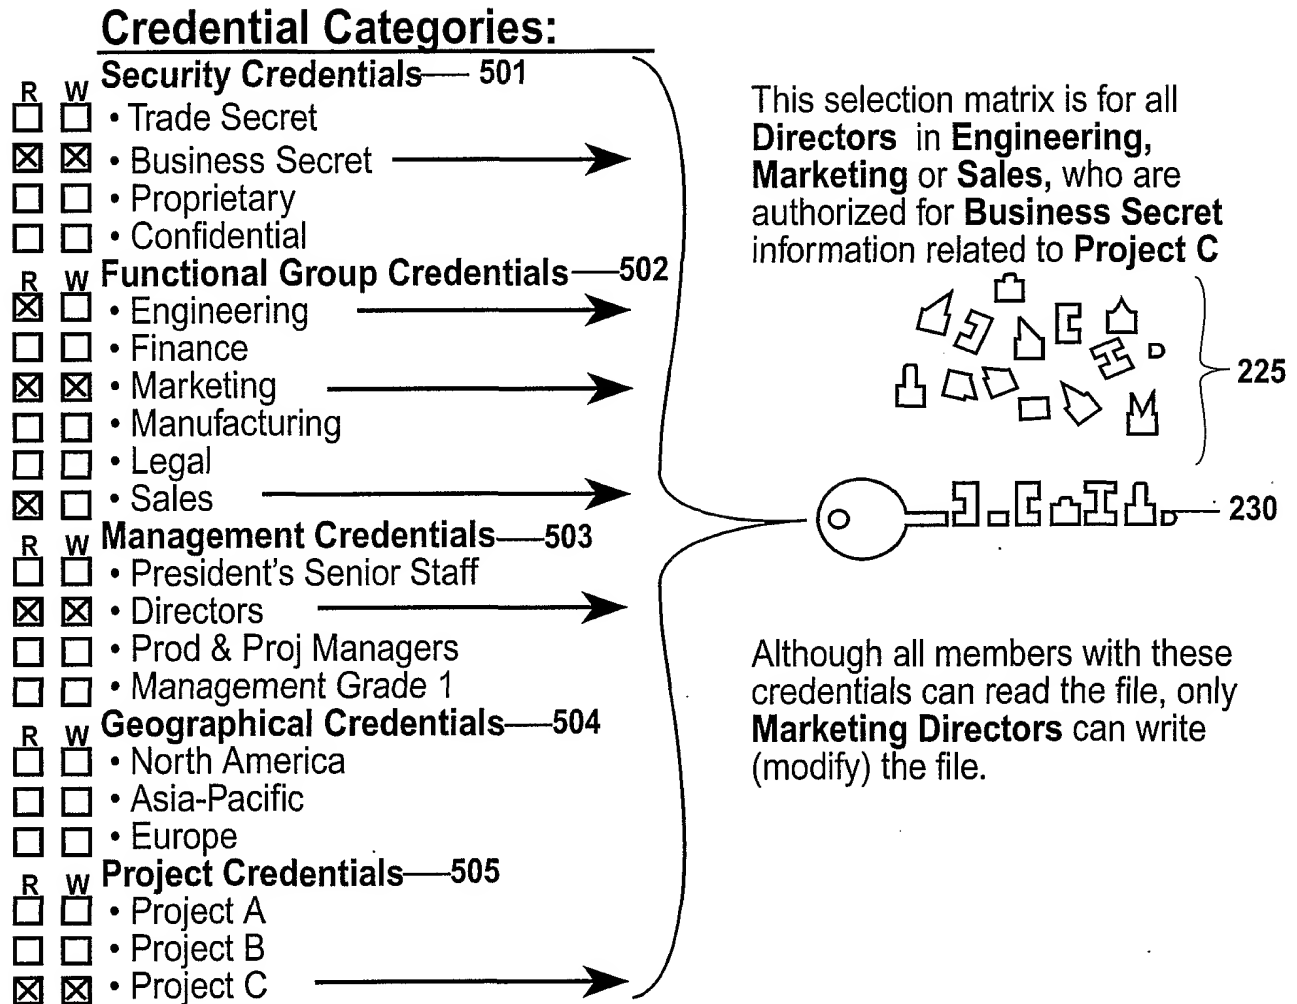 Credential Categories:
Security Credentials 501
R W
• Trade Secret
• Business Secret
• Proprietary
• Confidential
Functional Group Credentials 502
R W
• Engineering
• Finance
• Marketing
• Manufacturing
• Legal
• Sales
Management Credentials 503
R W
• President's Senior Staff
• Directors
• Prod & Proj Managers
• Management Grade 1
Geographical Credentials 504
R W
• North America
• Asia-Pacific
• Europe
Project Credentials 505
R W
• Project A
• Project B
• Project C
This selection matrix is for all
Directors in Engineering,
Marketing or Sales, who are
authorized for Business Secret
information related to Project C
225
230
Although all members with these
credentials can read the file, only
Marketing Directors can write
(modify) the file.